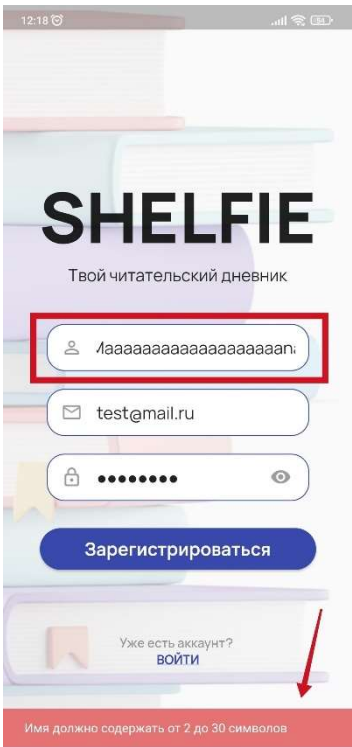 12:18
84
SHELFIE
Твой читательский дневник
test@mail.ru
Зарегистрироваться
Уже есть аккаунт?
ВОЙТИ
Имя должно содержать от 2 до 30 символов